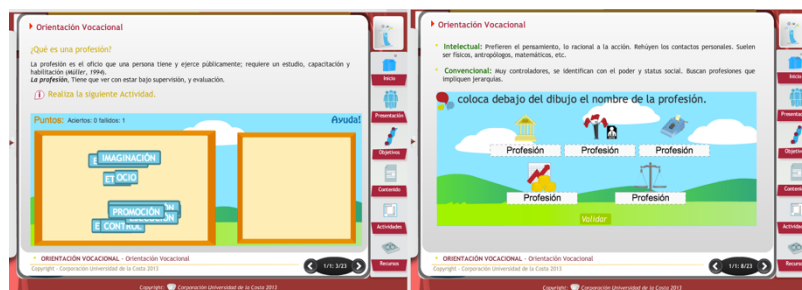 Orientación Vocacional
¿Qué es una profesión?
La profesión es el oficio que una persona tiene y ejerce públicamente; requiere un estudio, capacitación y
habilitación (Müller, 1994).
La profesión, Tiene que ver con estar bajo supervisión, y evaluación.
Realiza la siguiente Actividad.
Puntos: Aciertos: 0 fallidos: 1
Ayuda!
IMAGINACIÓN
OCIO
PROMOCIÓN
CONTROL
ORIENTACIÓN VOCACIONAL - Orientación Vocacional
Copyright - Corporación Universidad de la Costa 2013
1/1: 3/23
Copyright: Corporación Universidad de la Costa 2013
Inicio
Presentación
Objetivos
Contenido
Actividades
Recursos
Orientación Vocacional
Intelectual: Prefieren el pensamiento, lo racional a la acción. Rehúyen los contactos personales. Suelen
ser físicos, antropólogos, matemáticos, etc.
Convencional: Muy controladores, se identifican con el poder y status social. Buscan profesiones que
impliquen jerarquías.
coloca debajo del dibujo el nombre de la profesión.
Profesión Profesión Profesión
Profesión Profesión
Validar
ORIENTACIÓN VOCACIONAL - Orientación Vocacional
Copyright - Corporación Universidad de la Costa 2013
1/1: 8/23
Copyright: Corporación Universidad de la Costa 2013
Inicio
Contenido
Recursos